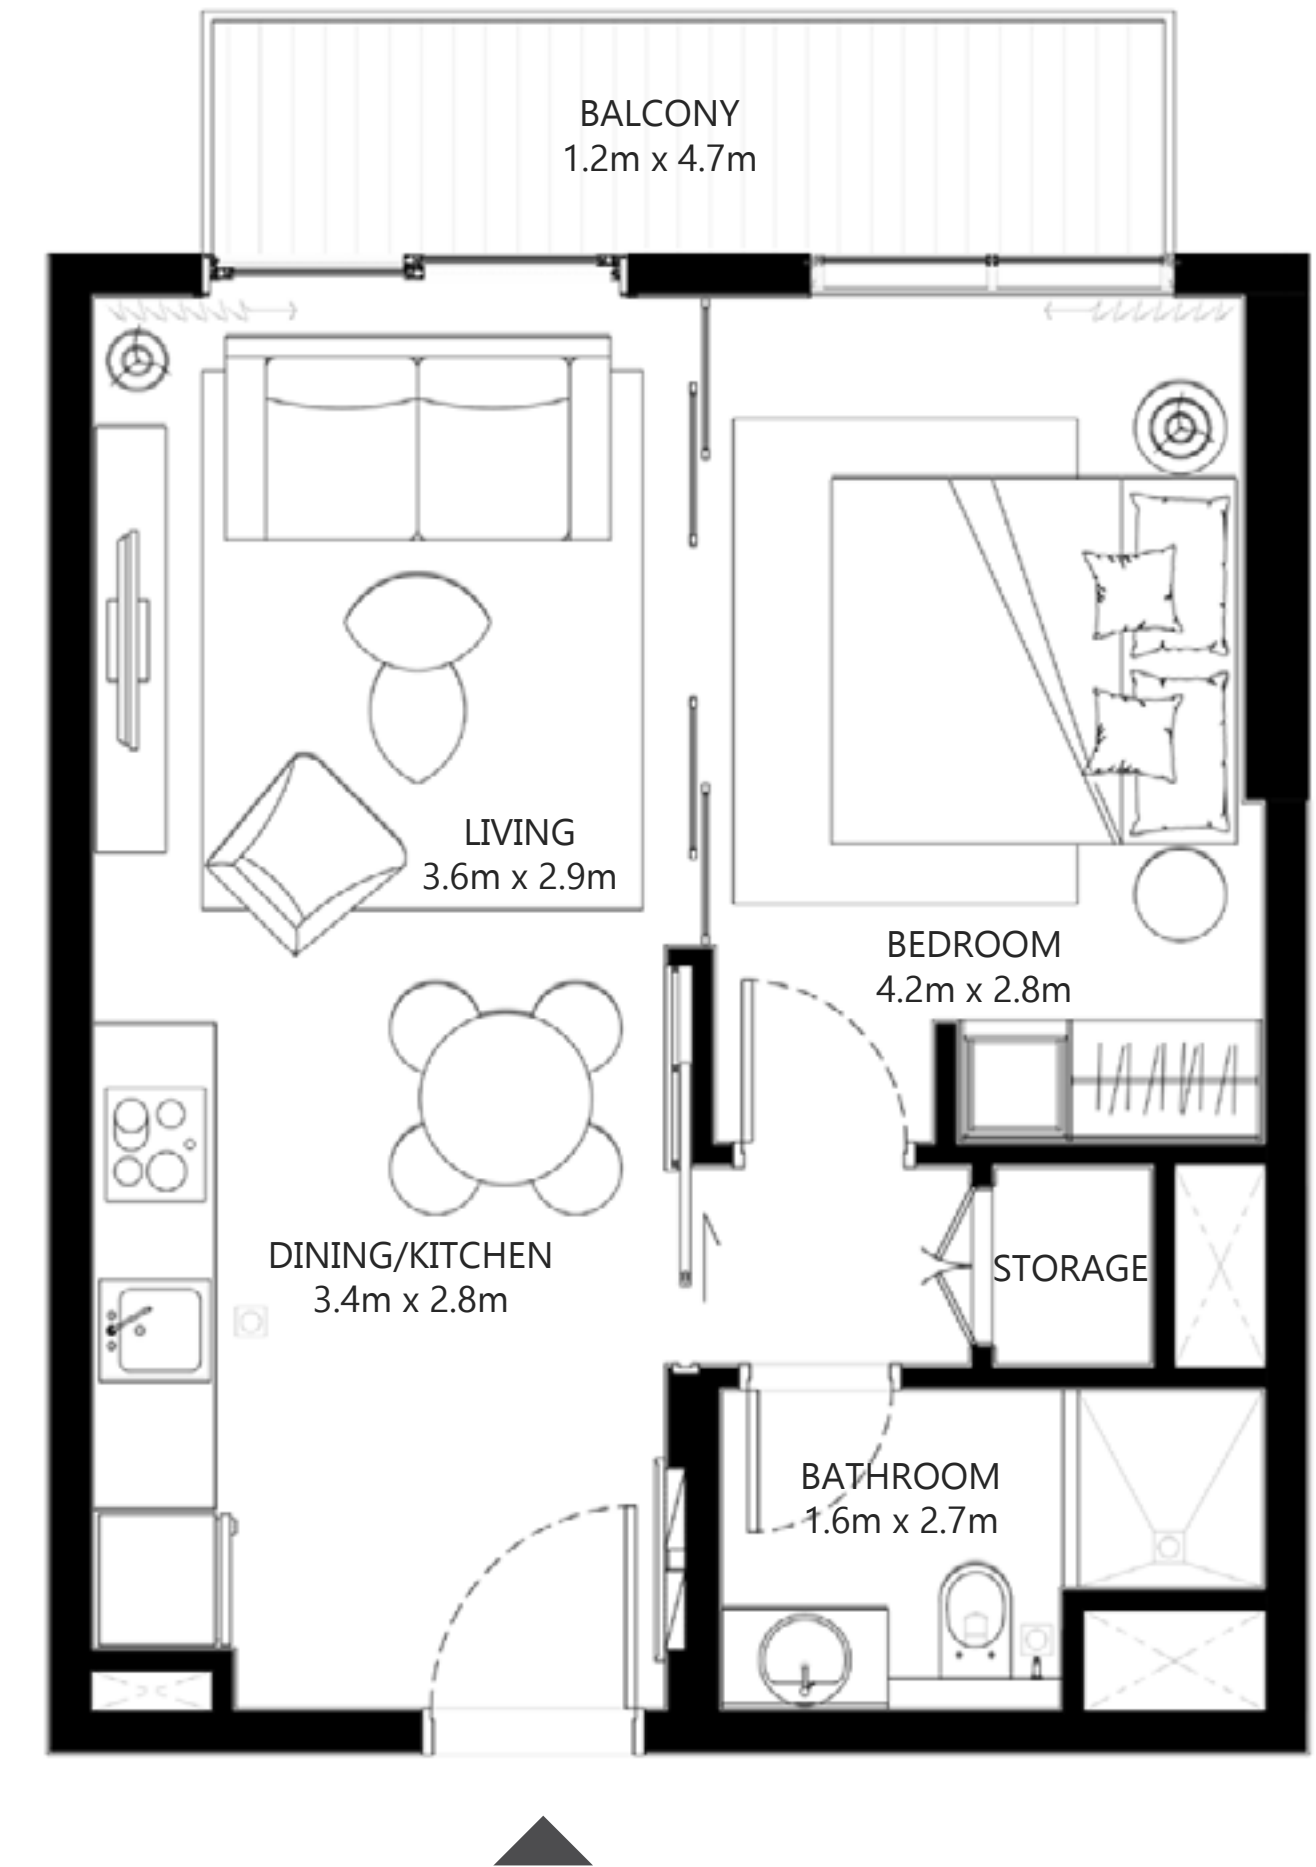 BALCONY
1.2m x 4.7m
LIVING
3.6m x 2.9m
BEDROOM
4.2m x 2.8m
DINING/KITCHEN
3.4m x 2.8m
STORAGE
BATHROOM
1.6m x 2.7m